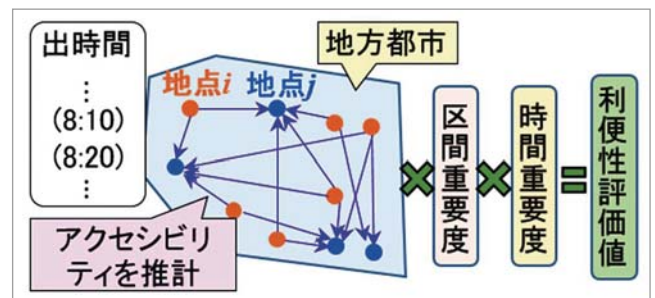 出時間
…
(8:10)
(8:20)
…
地点i 地点j
地方都市
アクセシビリ
ティを推計
×
区間重要度
×
時間重要度
=
利便性評価値